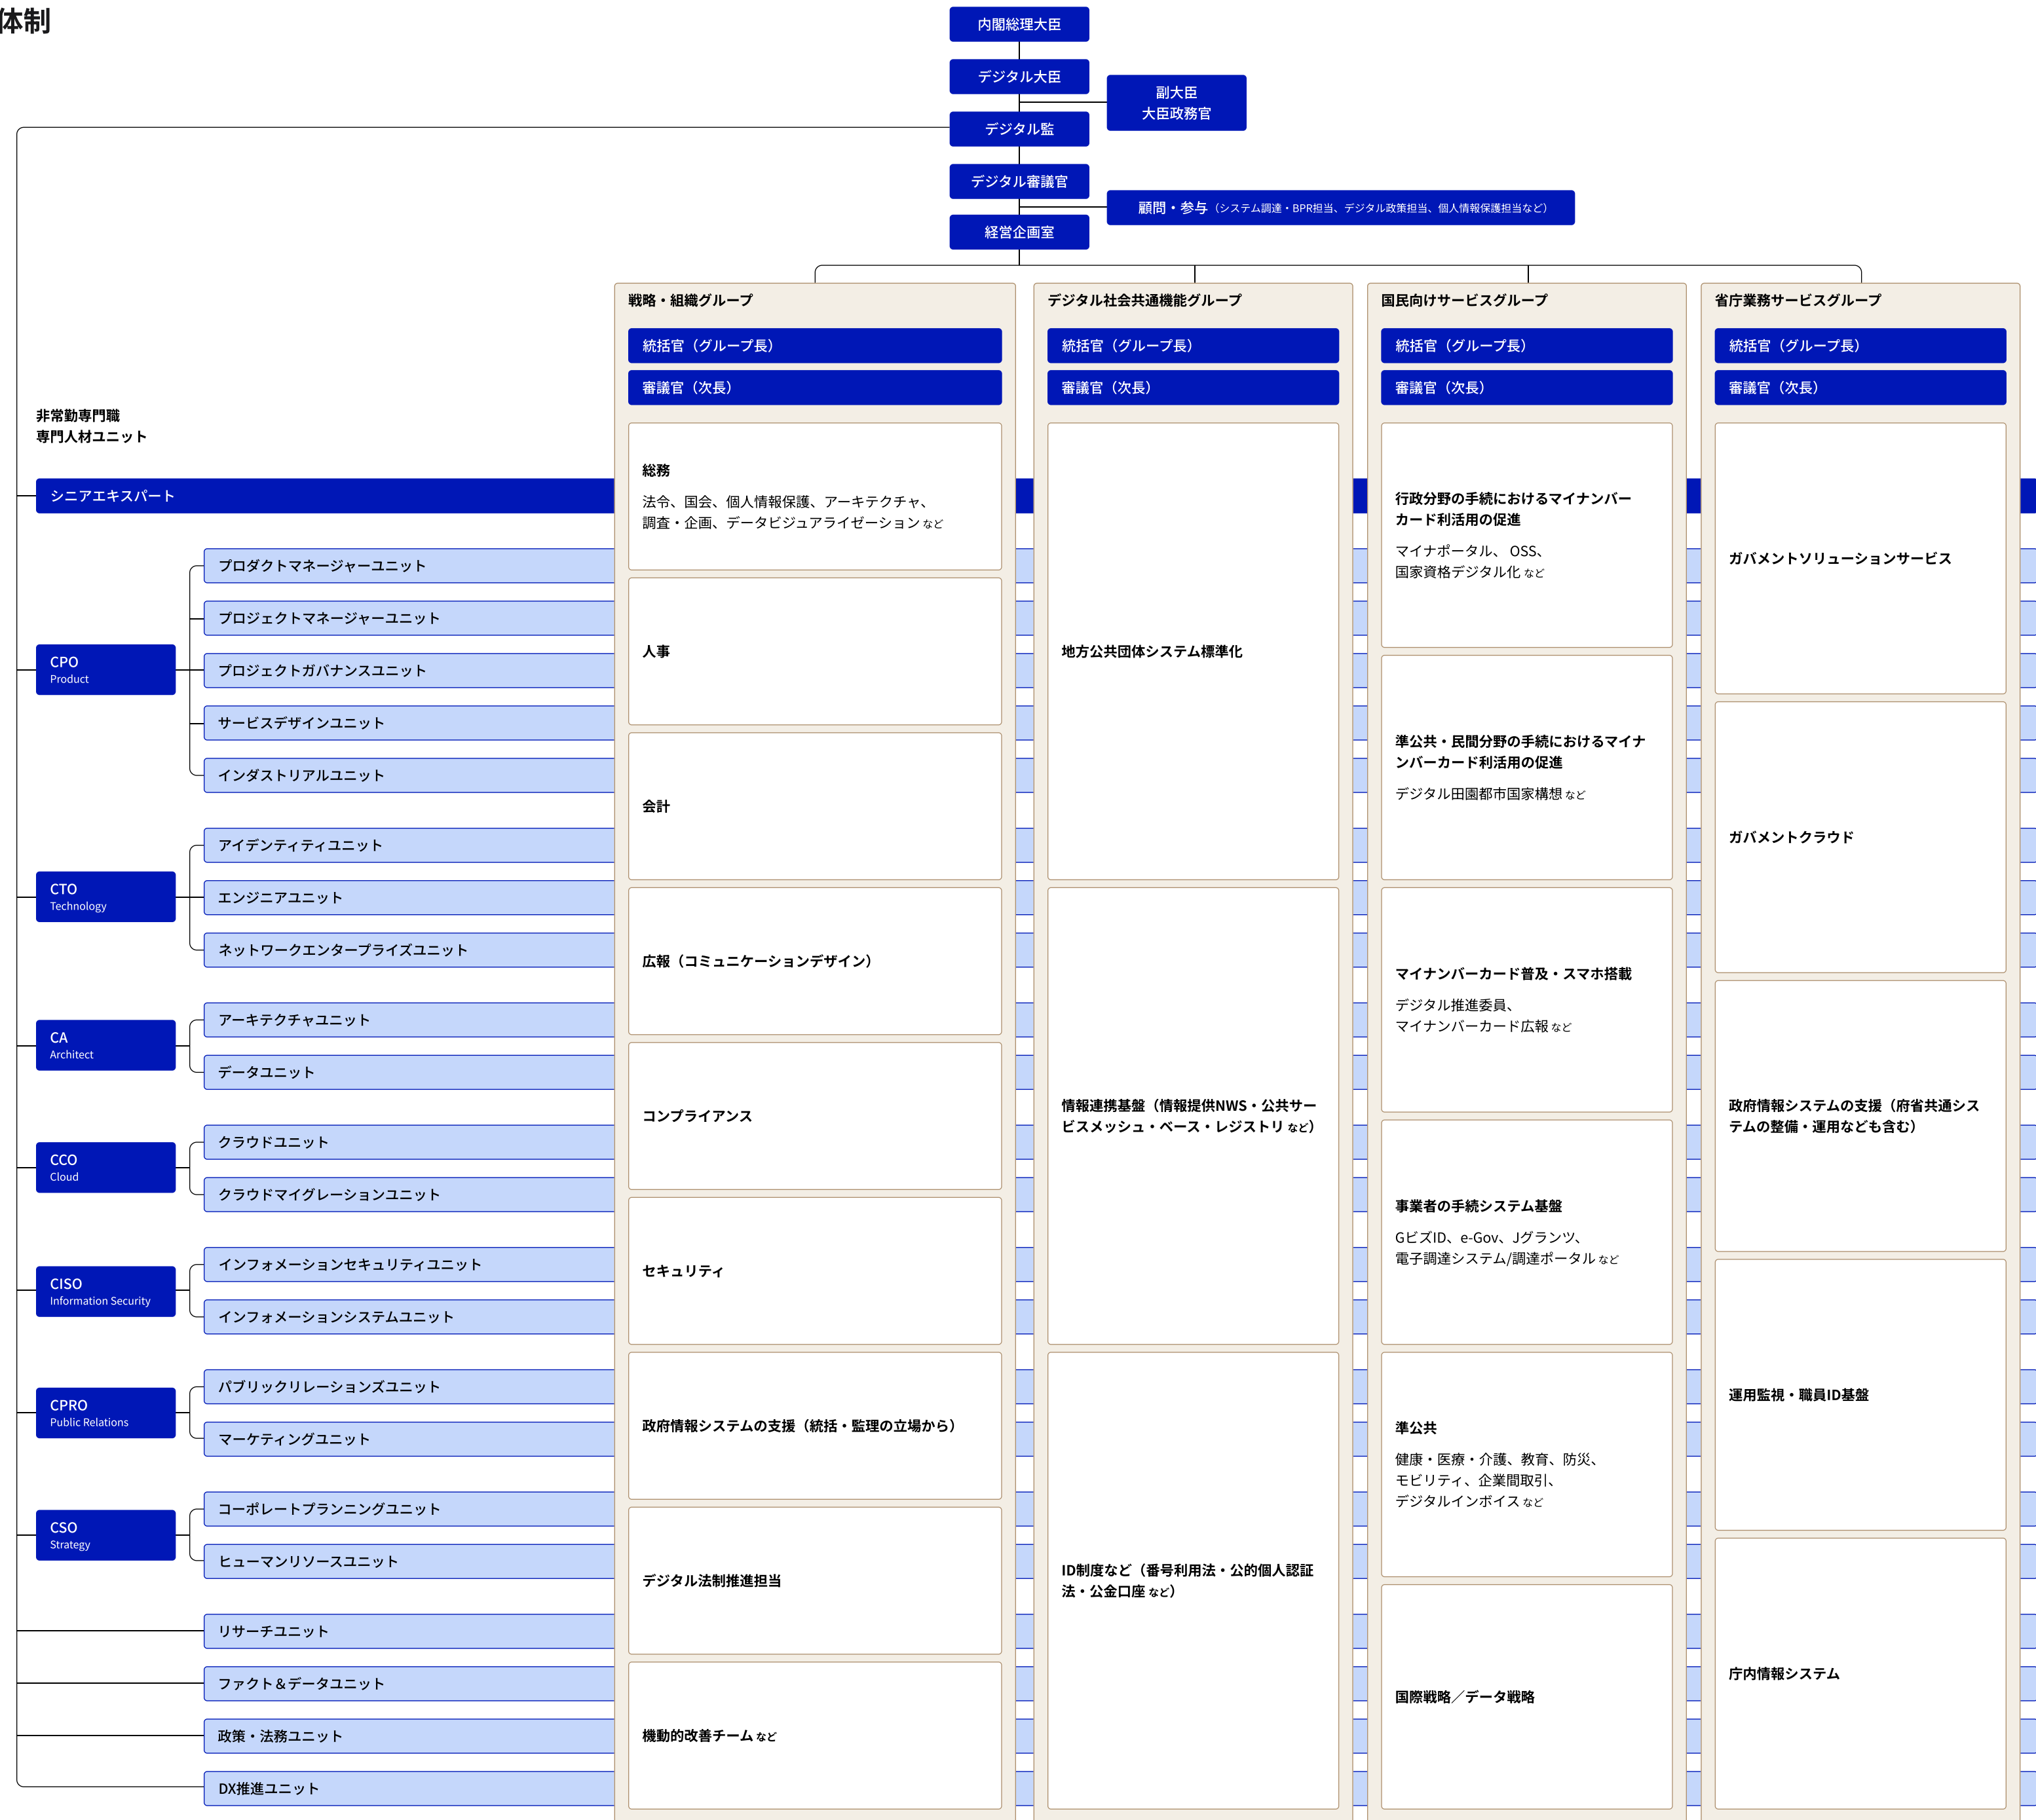 体制
内閣総理大臣
デジタル大臣
副大臣
大臣政務官
デジタル監
デジタル審議官
顧問・参与（システム調達・BPR担当、デジタル政策担当、個人情報保護担当など）
経営企画室
非常勤専門職
専門人材ユニット
シニアエキスパート
CPO
Product
プロダクトマネージャーユニット
プロジェクトマネージャーユニット
プロジェクトガバナンスユニット
サービスデザインユニット
インダストリアルユニット
CTO
Technology
アイデンティティユニット
エンジニアユニット
ネットワークエンタープライズユニット
CA
Architect
アーキテクチャユニット
データユニット
CCO
Cloud
クラウドユニット
クラウドマイグレーションユニット
CISO
Information Security
インフォメーションセキュリティユニット
インフォメーションシステムユニット
CPRO
Public Relations
パブリックリレーションズユニット
マーケティングユニット
CSO
Strategy
コーポレートプランニングユニット
ヒューマンリソースユニット
リサーチユニット
ファクト＆データユニット
政策・法務ユニット
DX推進ユニット
戦略・組織グループ
統括官（グループ長）
審議官（次長）
総務
法令、国会、個人情報保護、アーキテクチャ、
調査・企画、データビジュアライゼーション など
人事
会計
広報（コミュニケーションデザイン）
コンプライアンス
セキュリティ
政府情報システムの支援（統括・監理の立場から）
デジタル法制推進担当
機動的改善チーム など
デジタル社会共通機能グループ
統括官（グループ長）
審議官（次長）
地方公共団体システム標準化
情報連携基盤（情報提供NWS・公共サー
ビスメッシュ・ベース・レジストリ など）
ID制度など（番号利用法・公的個人認証
法・公金口座 など）
国民向けサービスグループ
統括官（グループ長）
審議官（次長）
行政分野の手続におけるマイナンバー
カード利活用の促進
マイナポータル、 OSS、
国家資格デジタル化 など
準公共・民間分野の手続におけるマイナ
ンバーカード利活用の促進
デジタル田園都市国家構想 など
マイナンバーカード普及・スマホ搭載
デジタル推進委員、
マイナンバーカード広報 など
事業者の手続システム基盤
GビズID、e-Gov、Jグランツ、
電子調達システム/調達ポータル など
準公共
健康・医療・介護、教育、防災、
モビリティ、企業間取引、
デジタルインボイス など
国際戦略／データ戦略
省庁業務サービスグループ
統括官（グループ長）
審議官（次長）
ガバメントソリューションサービス
ガバメントクラウド
政府情報システムの支援（府省共通シス
テムの整備・運用なども含む）
運用監視・職員ID基盤
庁内情報システム